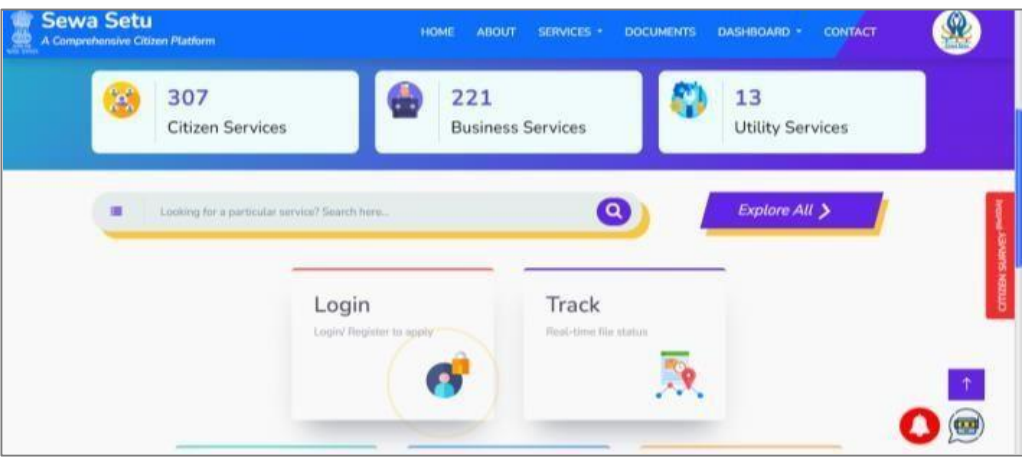 Sewa Setu
A Comprehensive Citizen Platform
HOME ABOUT SERVICES DOCUMENTS DASHBOARD CONTACT
307
Citizen Services
221
Business Services
13
Utility Services
Looking for a particular service? Search here...
Explore All
CITIZEN SURVEY
Login
Login/ Register to apply
Track
Real-time file status